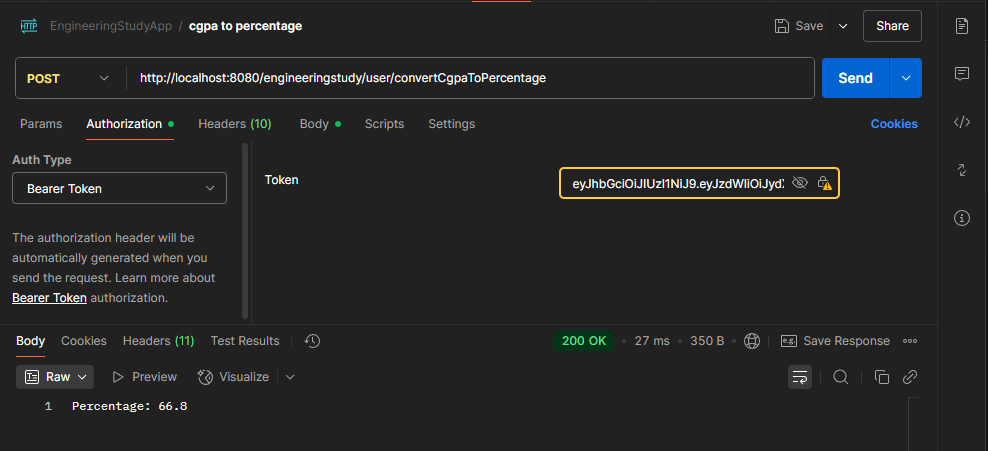 HTTP EngineeringStudyApp / cgpa to percentage Save Share
POST http://localhost:8080/engineeringstudy/user/convertCgpaToPercentage Send
Params Authorization Headers (10) Body Scripts Settings Cookies
Auth Type
Bearer Token
Token eyJhbGciOiJIUzI1NiJ9.eyJzdWIiOiJyd
The authorization header will be
automatically generated when you
send the request. Learn more about
Bearer Token authorization.
Body Cookies Headers (11) Test Results 200 OK • 27 ms • 350 B • e.g. Save Response
Raw Preview Visualize
1 Percentage: 66.8